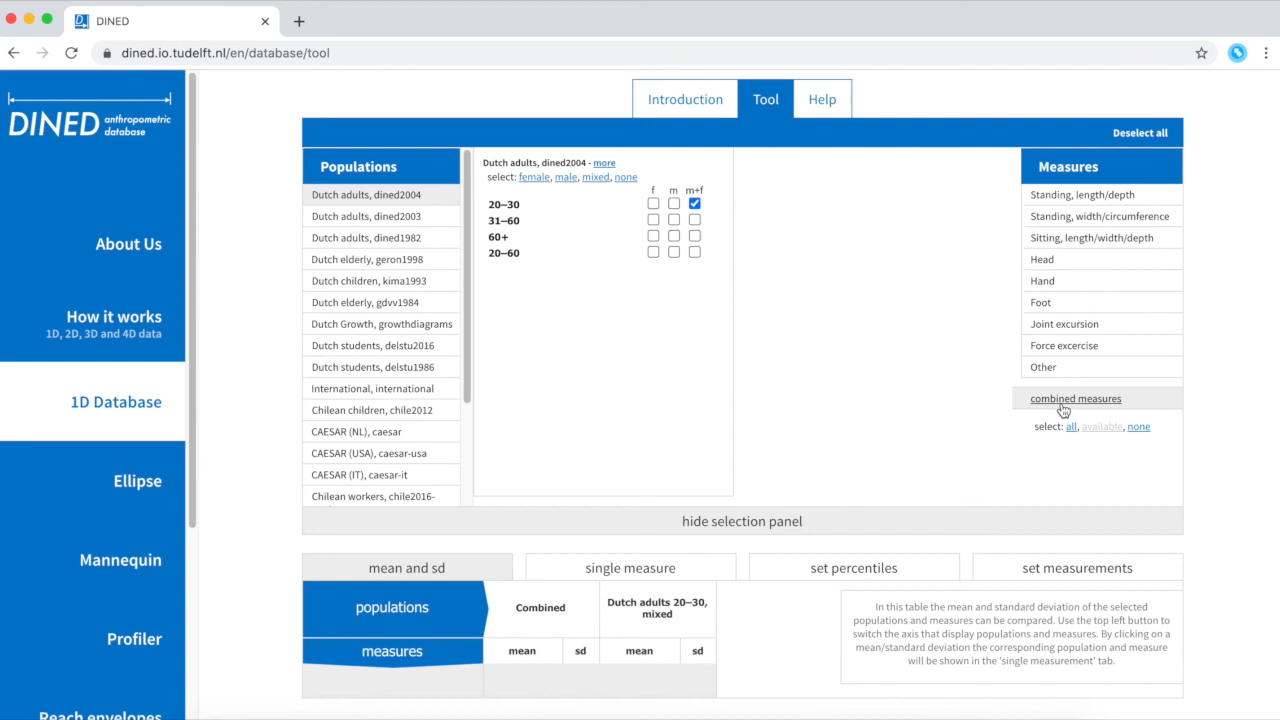 DINED
dined.io.tudelft.nl/en/database/tool
DINED anthropometric database
About Us
How it works
1D, 2D, 3D and 4D data
1D Database
Ellipse
Mannequin
Profiler
Reach envelopes
Introduction
Tool
Help
Deselect all
Populations
Dutch adults, dined2004
Dutch adults, dined2003
Dutch adults, dined1982
Dutch elderly, geron1998
Dutch children, kima1993
Dutch elderly, gdvv1984
Dutch Growth, growthdiagrams
Dutch students, delstu2016
Dutch students, delstu1986
International, international
Chilean children, chile2012
CAESAR (NL), caesar
CAESAR (USA), caesar-usa
CAESAR (IT), caesar-it
Chilean workers, chile2016-
Dutch adults, dined2004 - more
select: female, male, mixed, none
f m m+f
20–30
31–60
60+
20–60
Measures
Standing, length/depth
Standing, width/circumference
Sitting, length/width/depth
Head
Hand
Foot
Joint excursion
Force excercise
Other
combined measures
select: all, available, none
hide selection panel
mean and sd
single measure
set percentiles
set measurements
populations
Combined
Dutch adults 20–30,
mixed
measures
mean sd mean sd
In this table the mean and standard deviation of the selected
populations and measures can be compared. Use the top left button to
switch the axis that display populations and measures. By clicking on a
mean/standard deviation the corresponding population and measure
will be shown in the 'single measurement' tab.